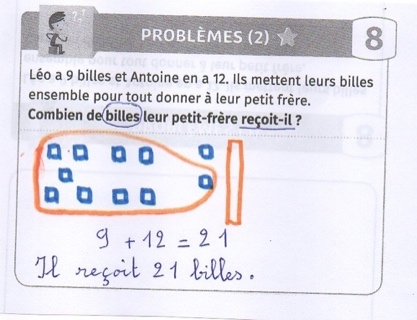 PROBLÈMES (2)
8
Léo a 9 billes et Antoine en a 12. Ils mettent leurs billes
ensemble pour tout donner à leur petit frère.
Combien de billes leur petit-frère reçoit-il ?
9 + 12 = 21
Il reçoit 21 billes.